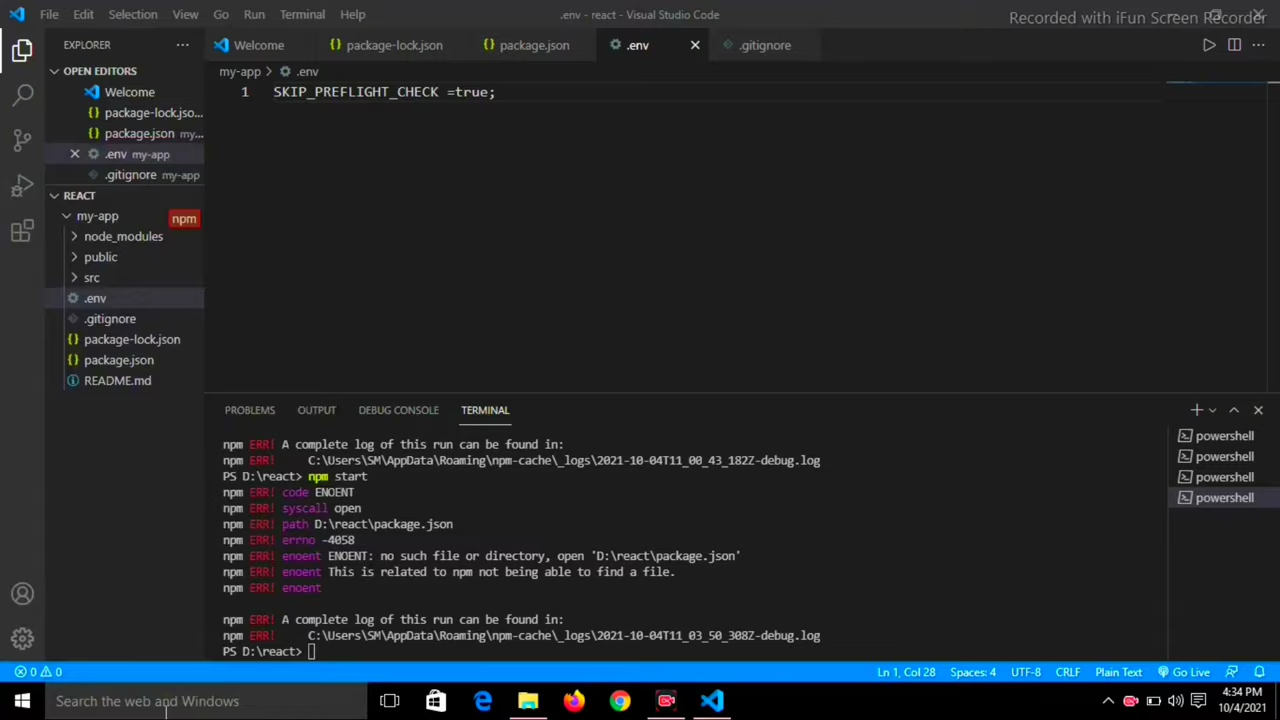 File Edit Selection View Go Run Terminal Help
.env - react - Visual Studio Code
Recorded with iFun Screen Recorder
EXPLORER
Welcome
package-lock.json
package.json
.env
.gitignore
OPEN EDITORS
Welcome
package-lock.jso...
package.json my...
.env my-app
.gitignore my-app
REACT
my-app
npm
node_modules
public
src
.env
.gitignore
package-lock.json
package.json
README.md
my-app > .env
1 SKIP_PREFLIGHT_CHECK =true;
PROBLEMS OUTPUT DEBUG CONSOLE TERMINAL
npm ERR! A complete log of this run can be found in:
npm ERR!     C:\Users\SM\AppData\Roaming\npm-cache\_logs\2021-10-04T11_00_43_182Z-debug.log
PS D:\react> npm start
npm ERR! code ENOENT
npm ERR! syscall open
npm ERR! path D:\react\package.json
npm ERR! errno -4058
npm ERR! enoent ENOENT: no such file or directory, open 'D:\react\package.json'
npm ERR! enoent This is related to npm not being able to find a file.
npm ERR! enoent
npm ERR! A complete log of this run can be found in:
npm ERR!     C:\Users\SM\AppData\Roaming\npm-cache\_logs\2021-10-04T11_03_50_308Z-debug.log
PS D:\react>
powershell
powershell
powershell
powershell
0 0
Ln 1, Col 28 Spaces: 4 UTF-8 CRLF Plain Text Go Live
Search the web and Windows
4:34 PM
10/4/2021